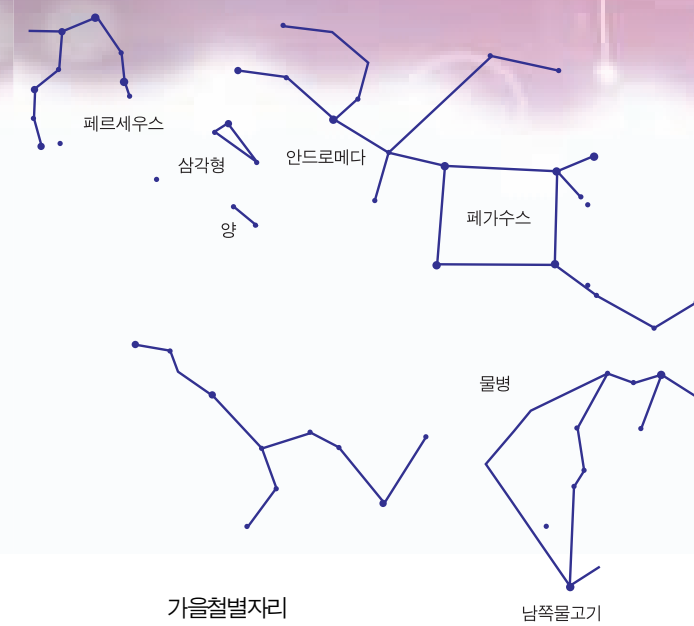 페르세우스
삼각형
안드로메다
양
페가수스
물병
가을철별자리
남쪽물고기